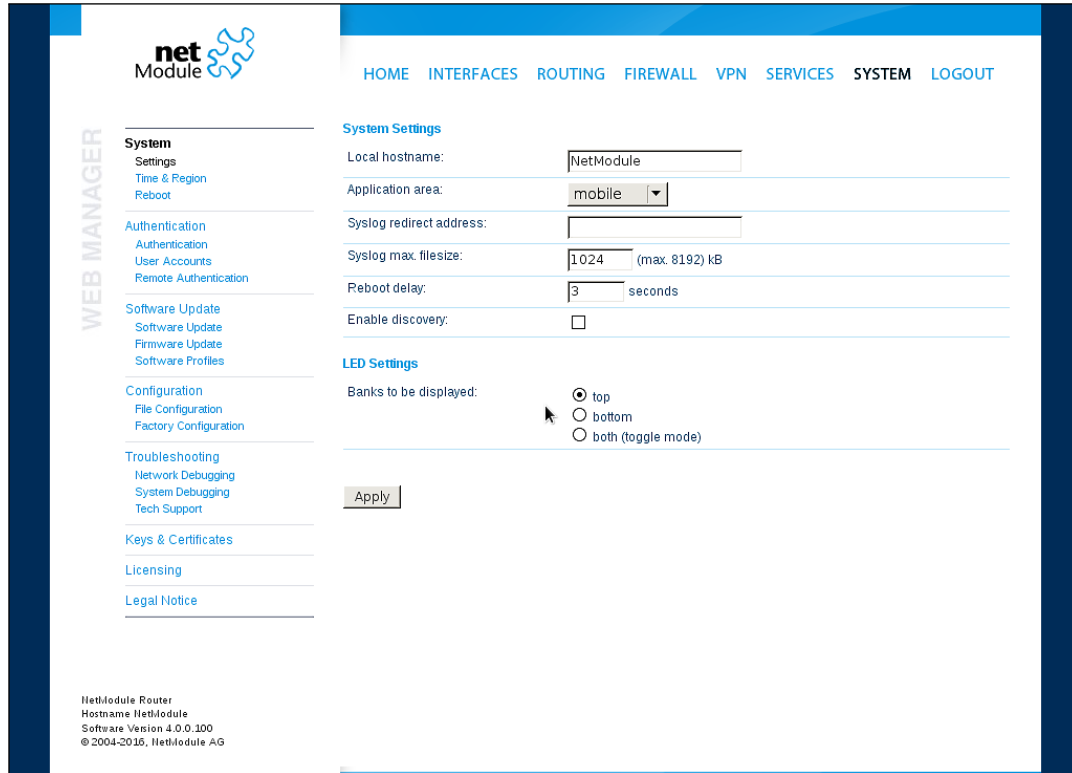 net
Module
HOME INTERFACES ROUTING FIREWALL VPN SERVICES SYSTEM LOGOUT
WEB MANAGER
System
Settings
Time & Region
Reboot
Authentication
Authentication
User Accounts
Remote Authentication
Software Update
Software Update
Firmware Update
Software Profiles
Configuration
File Configuration
Factory Configuration
Troubleshooting
Network Debugging
System Debugging
Tech Support
Keys & Certificates
Licensing
Legal Notice
System Settings
Local hostname: NetModule
Application area: mobile
Syslog redirect address:
Syslog max. filesize: 1024 (max. 8192) kB
Reboot delay: 3 seconds
Enable discovery:
LED Settings
Banks to be displayed: top
bottom
both (toggle mode)
Apply
NetModule Router
Hostname NetModule
Software Version 4.0.0.100
© 2004-2016, NetModule AG